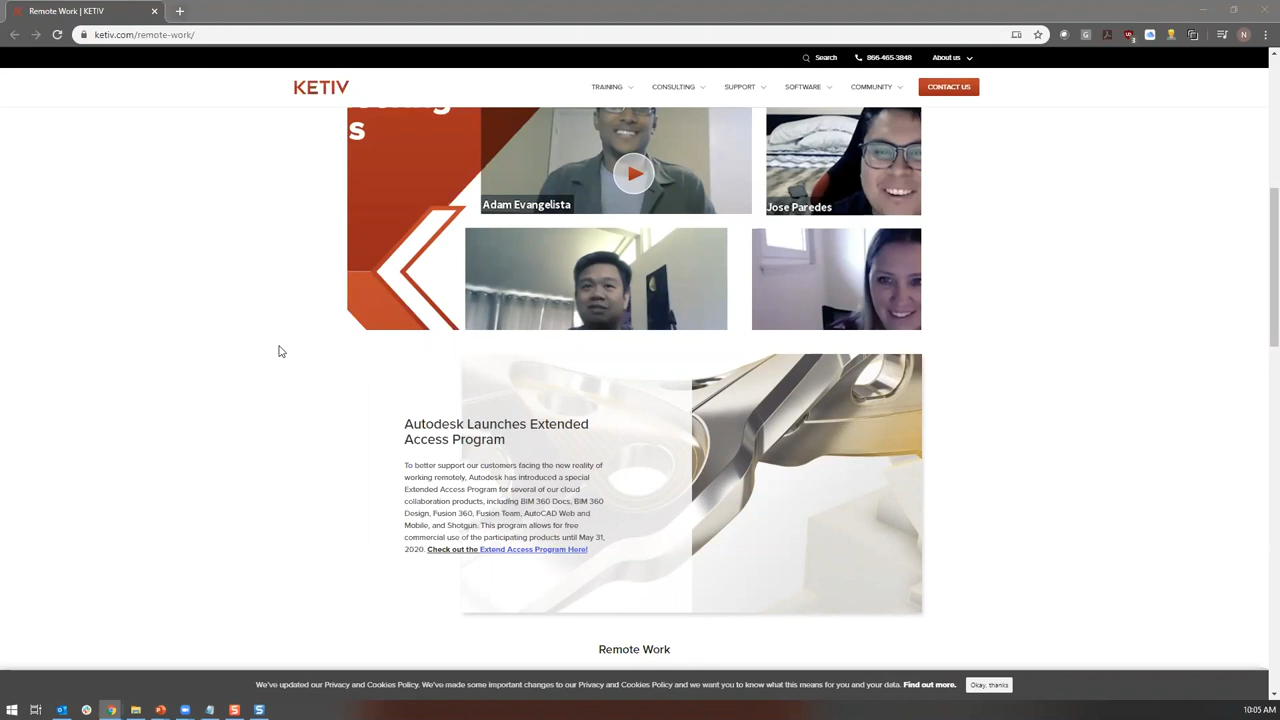 Remote Work | KETIV
ketiv.com/remote-work/
Search 866-465-3848 About us
KETIV TRAINING CONSULTING SUPPORT SOFTWARE COMMUNITY CONTACT US
s
Adam Evangelista
Jose Paredes
Autodesk Launches Extended
Access Program
To better support our customers facing the new reality of
working remotely, Autodesk has introduced a special
Extended Access Program for several of our cloud
collaboration products, including BIM 360 Docs, BIM 360
Design, Fusion 360, Fusion Team, AutoCAD Web and
Mobile, and Shotgun. This program allows for free
commercial use of the participating products until May 31,
2020. Check out the Extend Access Program Here!
Remote Work
We've updated our Privacy and Cookies Policy. We've made some important changes to our Privacy and Cookies Policy and we want you to know what this means for you and your data. Find out more. Okay, thanks
10:05 AM